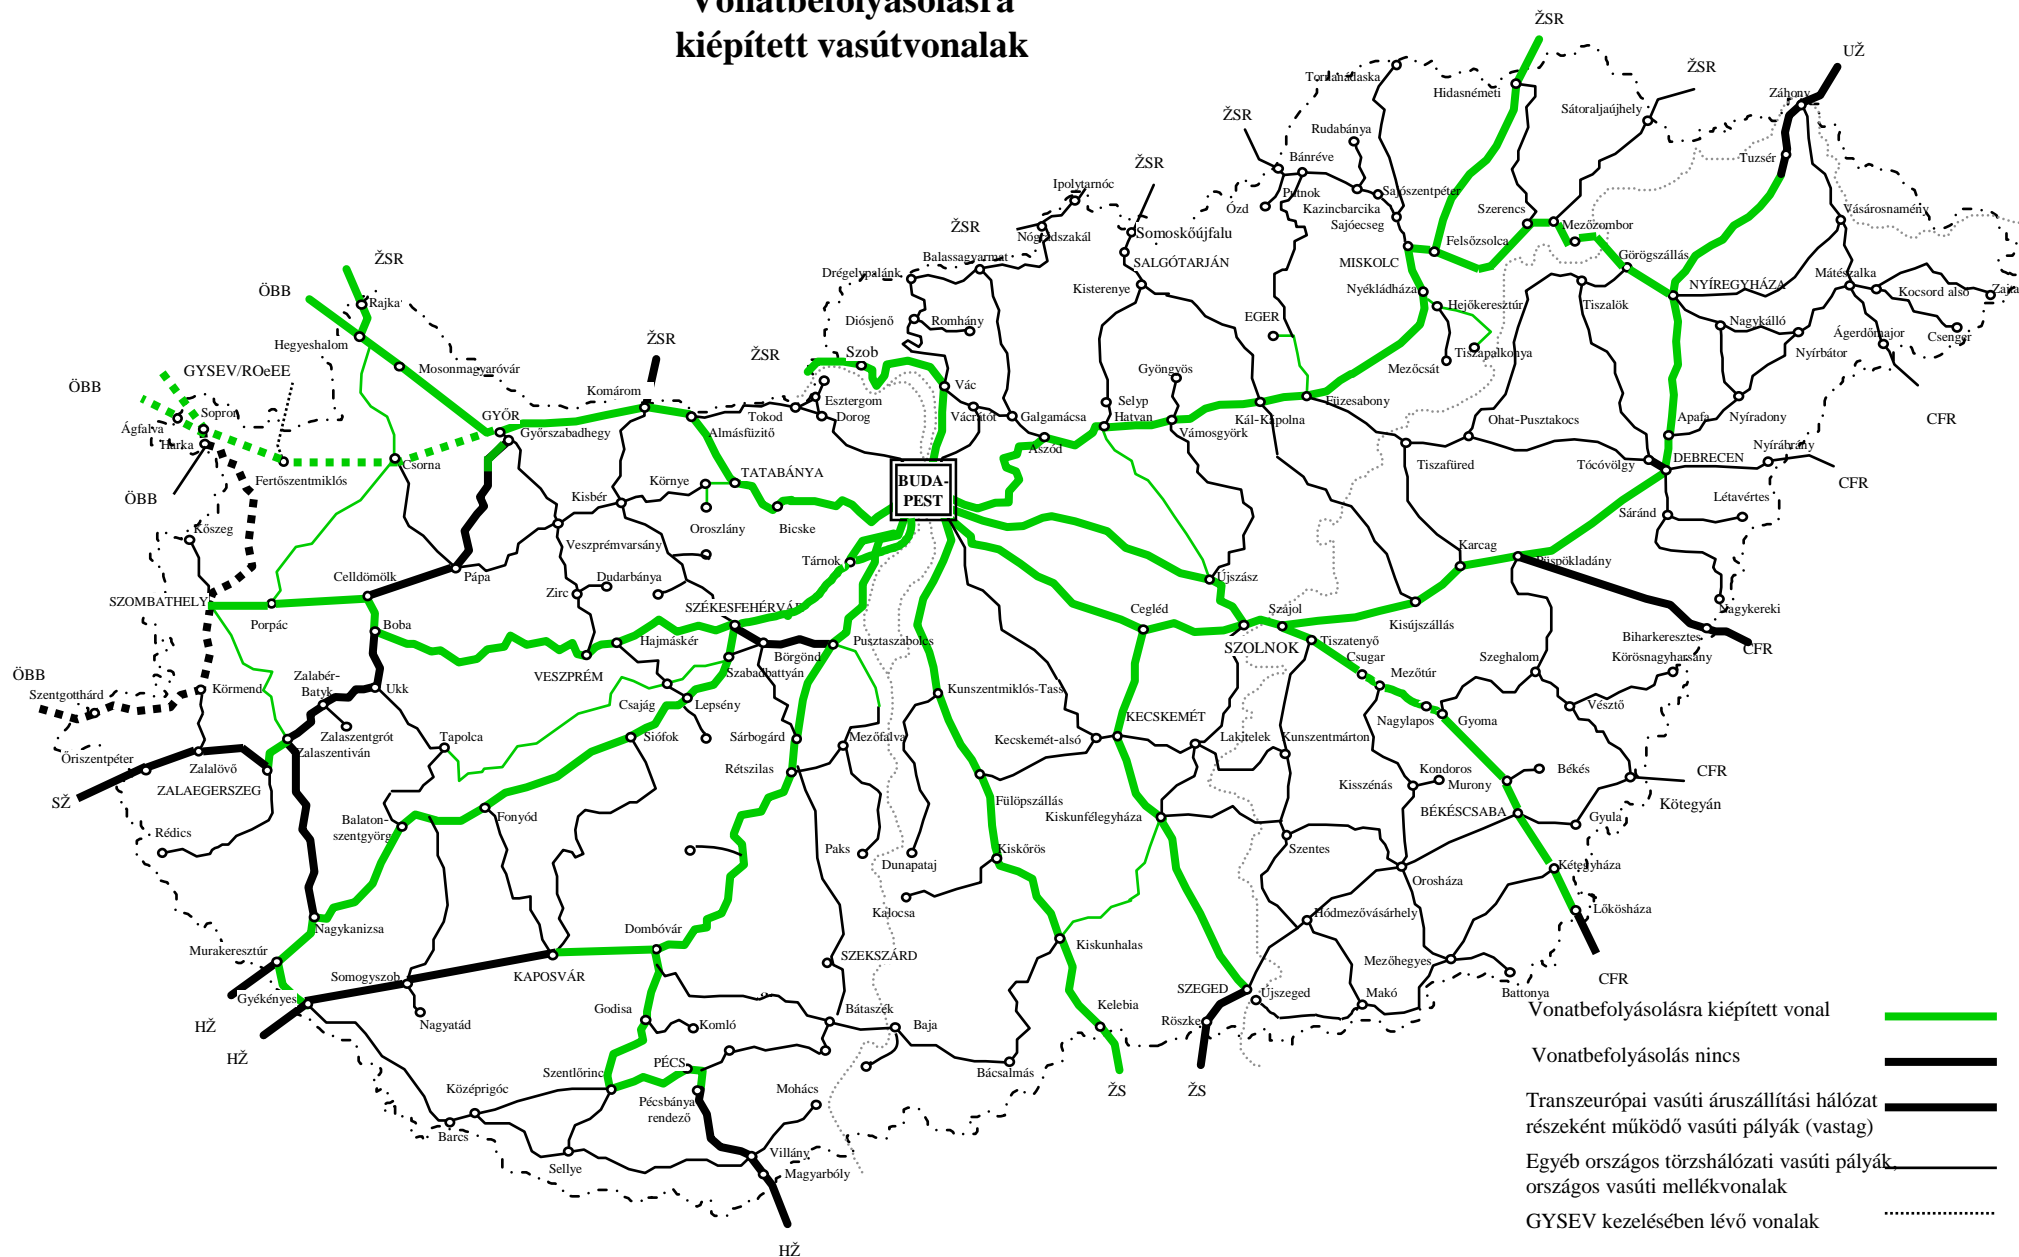 Vonatbefolyásolásra
kiépített vasútvonalak
ŽSR
UŽ
ŽSR
Tornanádaska
Hidasnémeti
Záhony
Sátoraljaújhely
ŽSR
Rudabánya
Tuzsér
Bánréve
ŽSR
Ipolytarnóc
Putnok
Sajószentpéter
Ózd
Kazincbarcika
Szerencs
Vásárosnamény
Sajóecseg
Mezőzombor
ŽSR
Nógrádszakál
Somoskőújfalu
Felsőzsolca
Balassagyarmat
Görögszállás
ŽSR
Drégelypalánk
SALGÓTARJÁN
MISKOLC
Mátészalka
ÖBB
Kisterenye
Nyékládháza
NYÍREGYHÁZA
Kocsord alsó
Zajta
Rajka
Hejőkeresztúr
Tiszalök
Diósjenő
Romhány
EGER
Nagykálló
Ágerdőmajor
Csenger
Hegyeshalom
ŽSR
ŽSR
Szob
Tiszapalkonya
Nyírbátor
GYSEV/ROeEE
Mosonmagyaróvár
Gyöngyös
Mezőcsát
ÖBB
Komárom
Vác
Esztergom
Selyp
Füzesabony
Sopron
GYŐR
Tokod
Dorog
Vácrátót
Galgamácsa
Hatvan
Kál-Kápolna
Ohat-Pusztakocs
Apafa
Nyíradony
CFR
Ágfalva
Győrszabadhegy
Almásfüzitő
Vámosgyörk
Harka
Aszód
Nyírábrány
Csorna
Tiszafüred
Tócóvölgy
DEBRECEN
TATABÁNYA
BUDA-
PEST
Fertőszentmiklós
Környe
CFR
ÖBB
Kisbér
Létavértes
Kőszeg
Oroszlány
Bicske
Sáránd
Veszprémvarsány
Karcag
Tárnok
Püspökladány
Celldömölk
Pápa
Dudarbánya
Újszász
Zirc
SZOMBATHELY
SZÉKESFEHÉRVÁR
Cegléd
Szajol
Nagykereki
Porpác
Boba
Kisújszállás
Hajmáskér
Pusztaszabolcs
Tiszatenyő
Biharkeresztes
SZOLNOK
CFR
Börgönd
Csugar
Szeghalom
Körösnagyharsány
ÖBB
Zalabér-
Batyk
VESZPRÉM
Szabadbattyán
Mezőtúr
Szentgotthárd
Körmend
Ukk
Kunszentmiklós-Tass
Csajág
Lepsény
Vésztő
KECSKEMÉT
Nagylapos
Gyoma
Zalaszentgrót
Tapolca
Siófok
Sárbogárd
Mezőfalva
Kecskemét-alsó
Lakitelek
Kunszentmárton
Zalaszentiván
Őriszentpéter
Zalalövő
Rétszilas
Kondoros
Békés
CFR
ZALAEGERSZEG
Kisszénás
Murony
SŽ
Fülöpszállás
Kötegyán
Balaton-
szentgyörgy
Fonyód
Kiskunfélegyháza
BÉKÉSCSABA
Gyula
Rédics
Paks
Dunapataj
Kiskőrös
Szentes
Kétegyháza
Orosháza
Kalocsa
Hódmezővásárhely
Lőkösháza
Nagykanizsa
Dombóvár
Murakeresztúr
Kiskunhalas
SZEKSZÁRD
Mezőhegyes
Somogyszob
KAPOSVÁR
CFR
Gyékényes
SZEGED
Újszeged
Makó
Battonya
Godisa
Kelebia
Vonatbefolyásolásra kiépített vonal
Bátaszék
Röszke
HŽ
Nagyatád
Komló
Baja
HŽ
Vonatbefolyásolás nincs
PÉCS
Szentlőrinc
Bácsalmás
Középrigóc
Mohács
ŽS
ŽS
Pécsbánya
rendező
Transzeurópai vasúti áruszállítási hálózat
részeként működő vasúti pályák (vastag)
Barcs
Villány
Egyéb országos törzshálózati vasúti pályák,
Sellye
Magyarbóly
országos vasúti mellékvonalak
GYSEV kezelésében lévő vonalak
HŽ